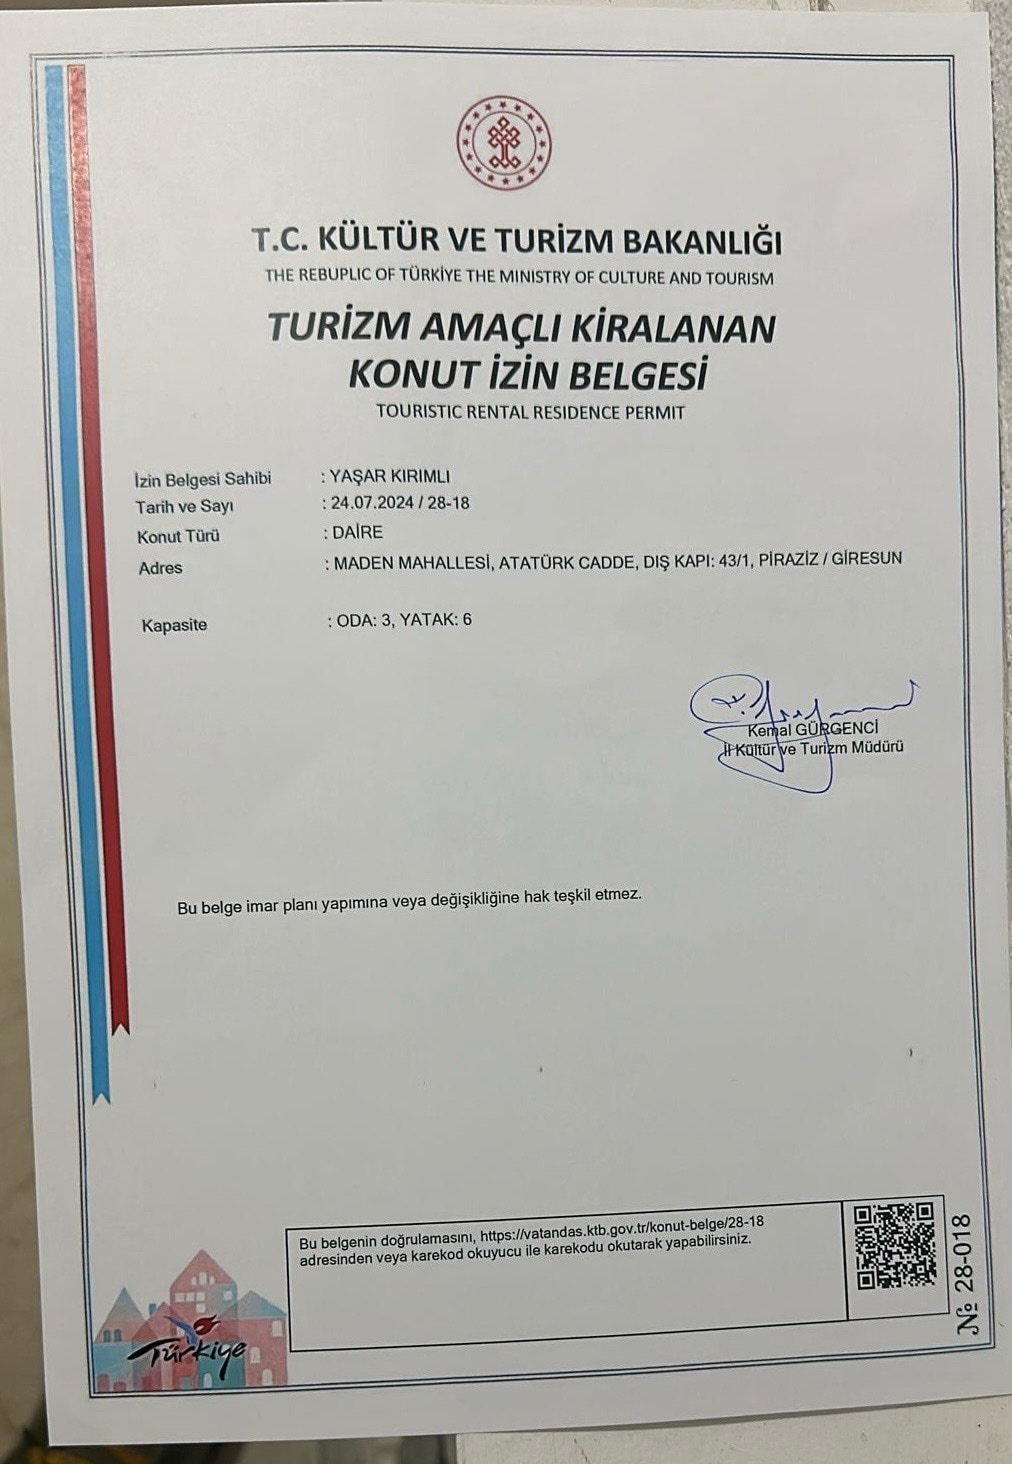 T.C. KÜLTÜR VE TURİZM BAKANLIĞI
THE REBUPLIC OF TÜRKİYE THE MINISTRY OF CULTURE AND TOURISM
TURİZM AMAÇLI KİRALANAN
KONUT İZİN BELGESİ
TOURISTIC RENTAL RESIDENCE PERMIT
İzin Belgesi Sahibi : YAŞAR KIRIMLI
Tarih ve Sayı : 24.07.2024 / 28-18
Konut Türü : DAİRE
Adres : MADEN MAHALLESİ, ATATÜRK CADDE, DIŞ KAPI: 43/1, PİRAZİZ / GİRESUN
Kapasite : ODA: 3, YATAK: 6
Kemal GÜRGENCİ
İl Kültür ve Turizm Müdürü
Bu belge imar planı yapımına veya değişikliğine hak teşkil etmez.
Bu belgenin doğrulamasını, https://vatandas.ktb.gov.tr/konut-belge/28-18
adresinden veya karekod okuyucu ile karekodu okutarak yapabilirsiniz.
№ 28-018
Türkiye